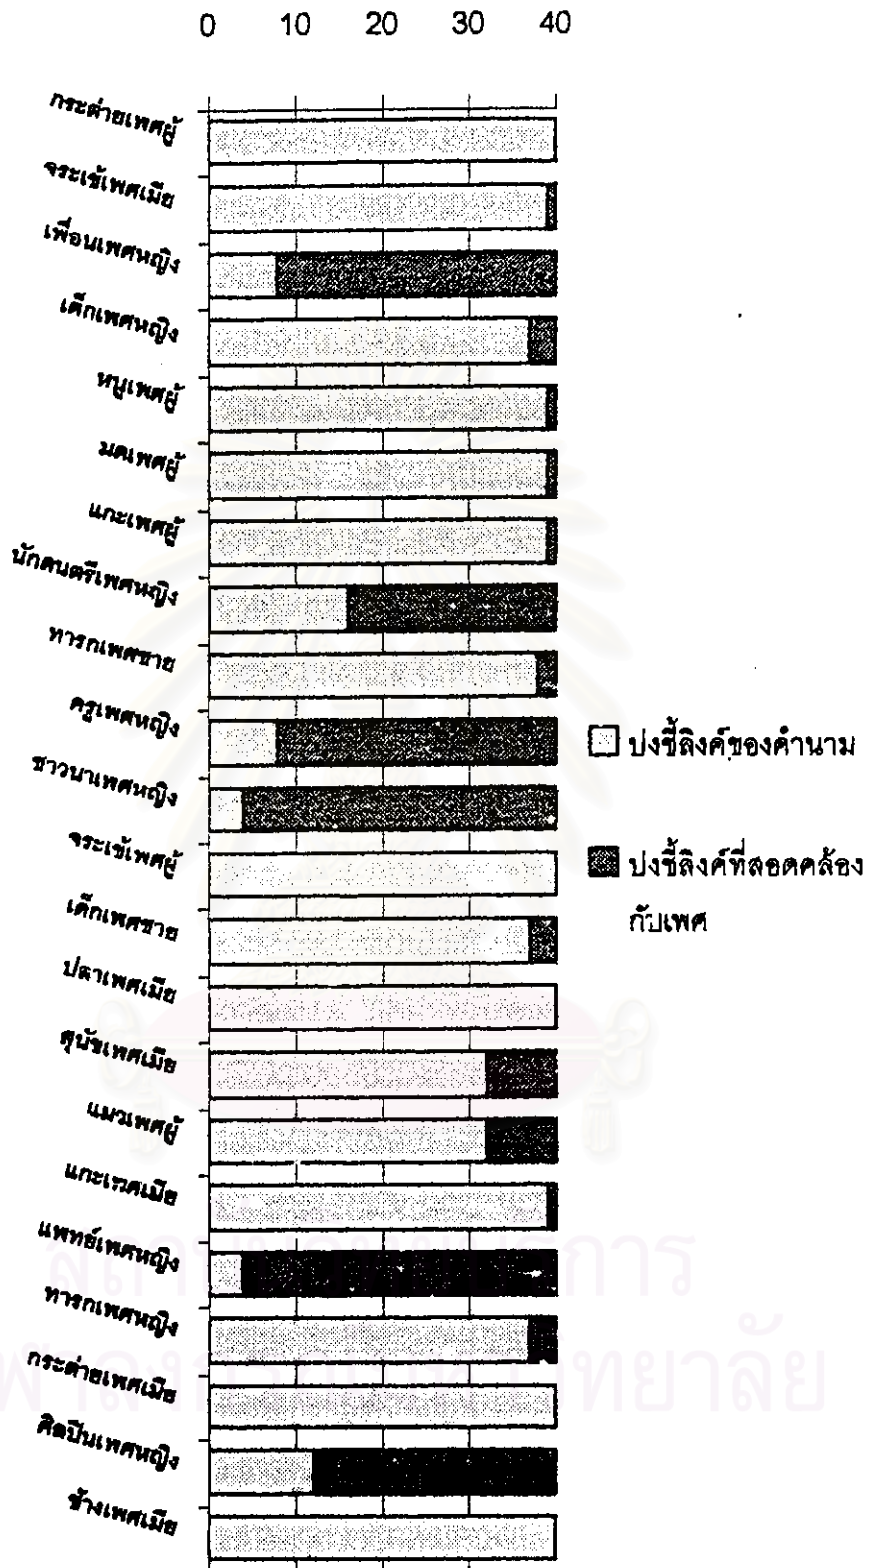 0 10 20 30 40
กระต่ายเพศผู้
จระเข้เพศเมีย
เพื่อนเพศหญิง
เด็กเพศหญิง
หนูเพศผู้
มดเพศผู้
แกะเพศผู้
นักดนตรีเพศหญิง
ทารกเพศชาย
ครูเพศหญิง
บ่งชี้ลิงค์ของคำนาม
ชาวนาเพศหญิง
จระเข้เพศผู้
บ่งชี้ลิงค์ที่สอดคล้อง
กับเพศ
เด็กเพศชาย
ปลาเพศเมีย
สุนัขเพศเมีย
แมวเพศผู้
แกะเพศเมีย
แพทย์เพศหญิง
ทารกเพศหญิง
กระต่ายเพศเมีย
ศิลปินเพศหญิง
ช้างเพศเมีย